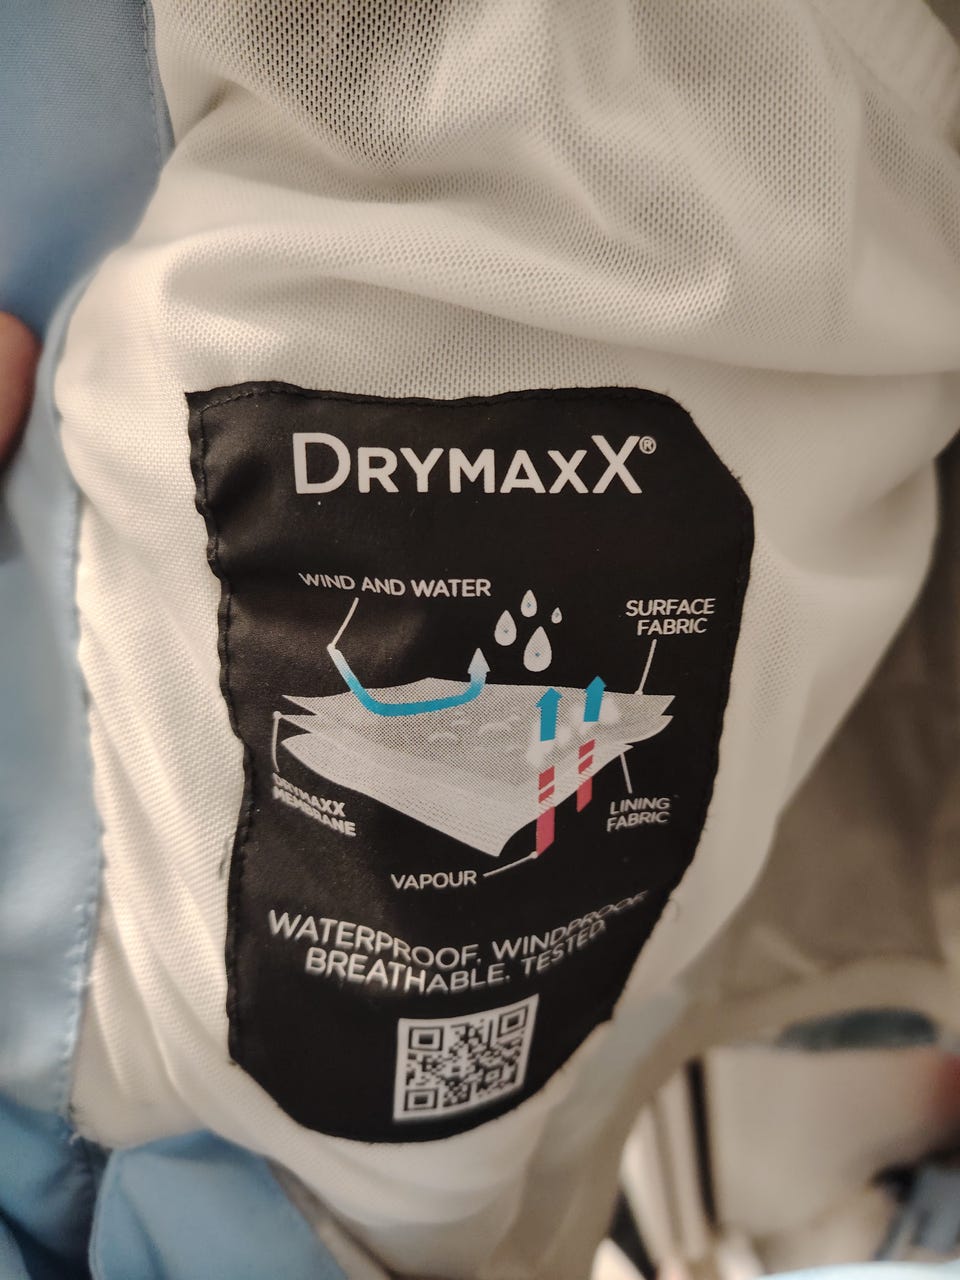 DRYMAXX®
WIND AND WATER
SURFACE
FABRIC
DRYMAXX
MEMBRANE
LINING
FABRIC
VAPOUR
WATERPROOF. WINDPROOF.
BREATHABLE. TESTED.